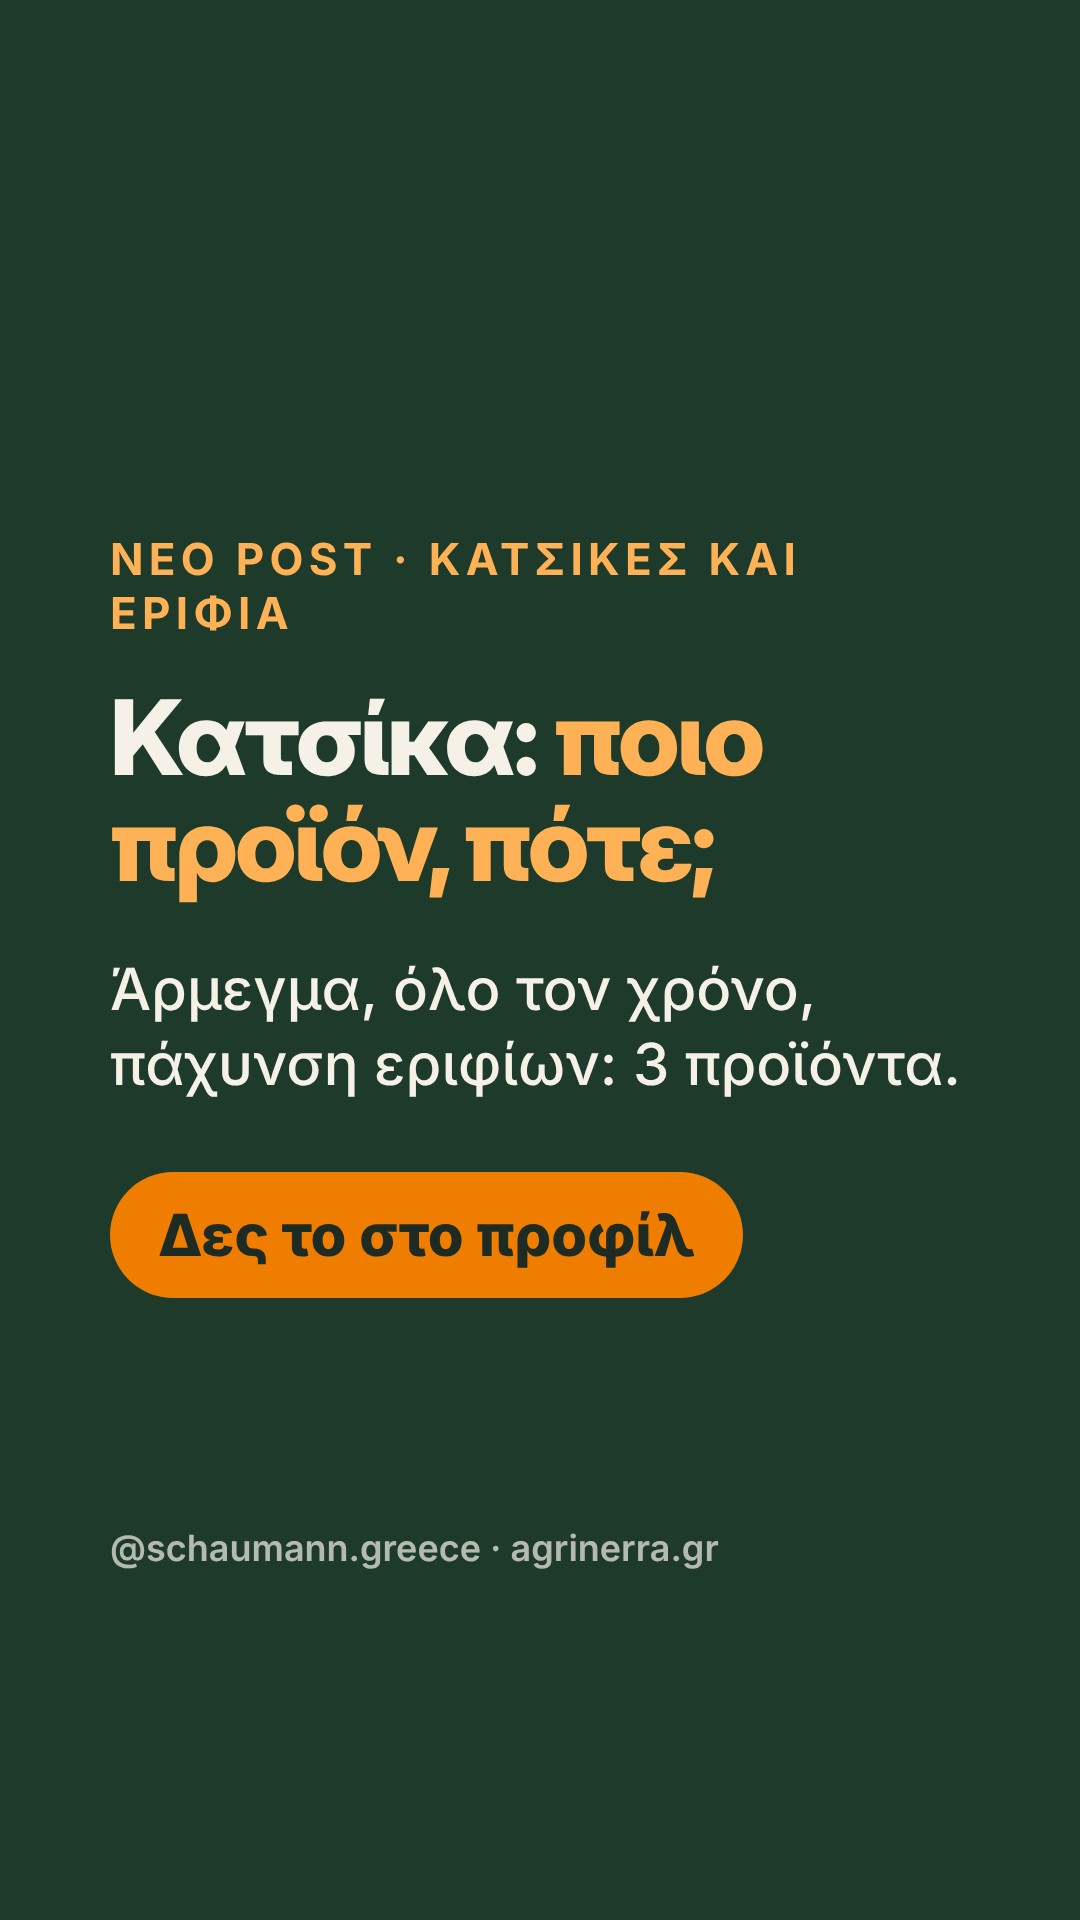 ΝΕΟ POST · ΚΑΤΣΙΚΕΣ ΚΑΙ
ΕΡΙΦΙΑ
Κατσίκα: ποιο
προϊόν, πότε;
Άρμεγμα, όλο τον χρόνο,
πάχυνση εριφίων: 3 προϊόντα.
Δες το στο προφίλ
@schaumann.greece · agrinerra.gr